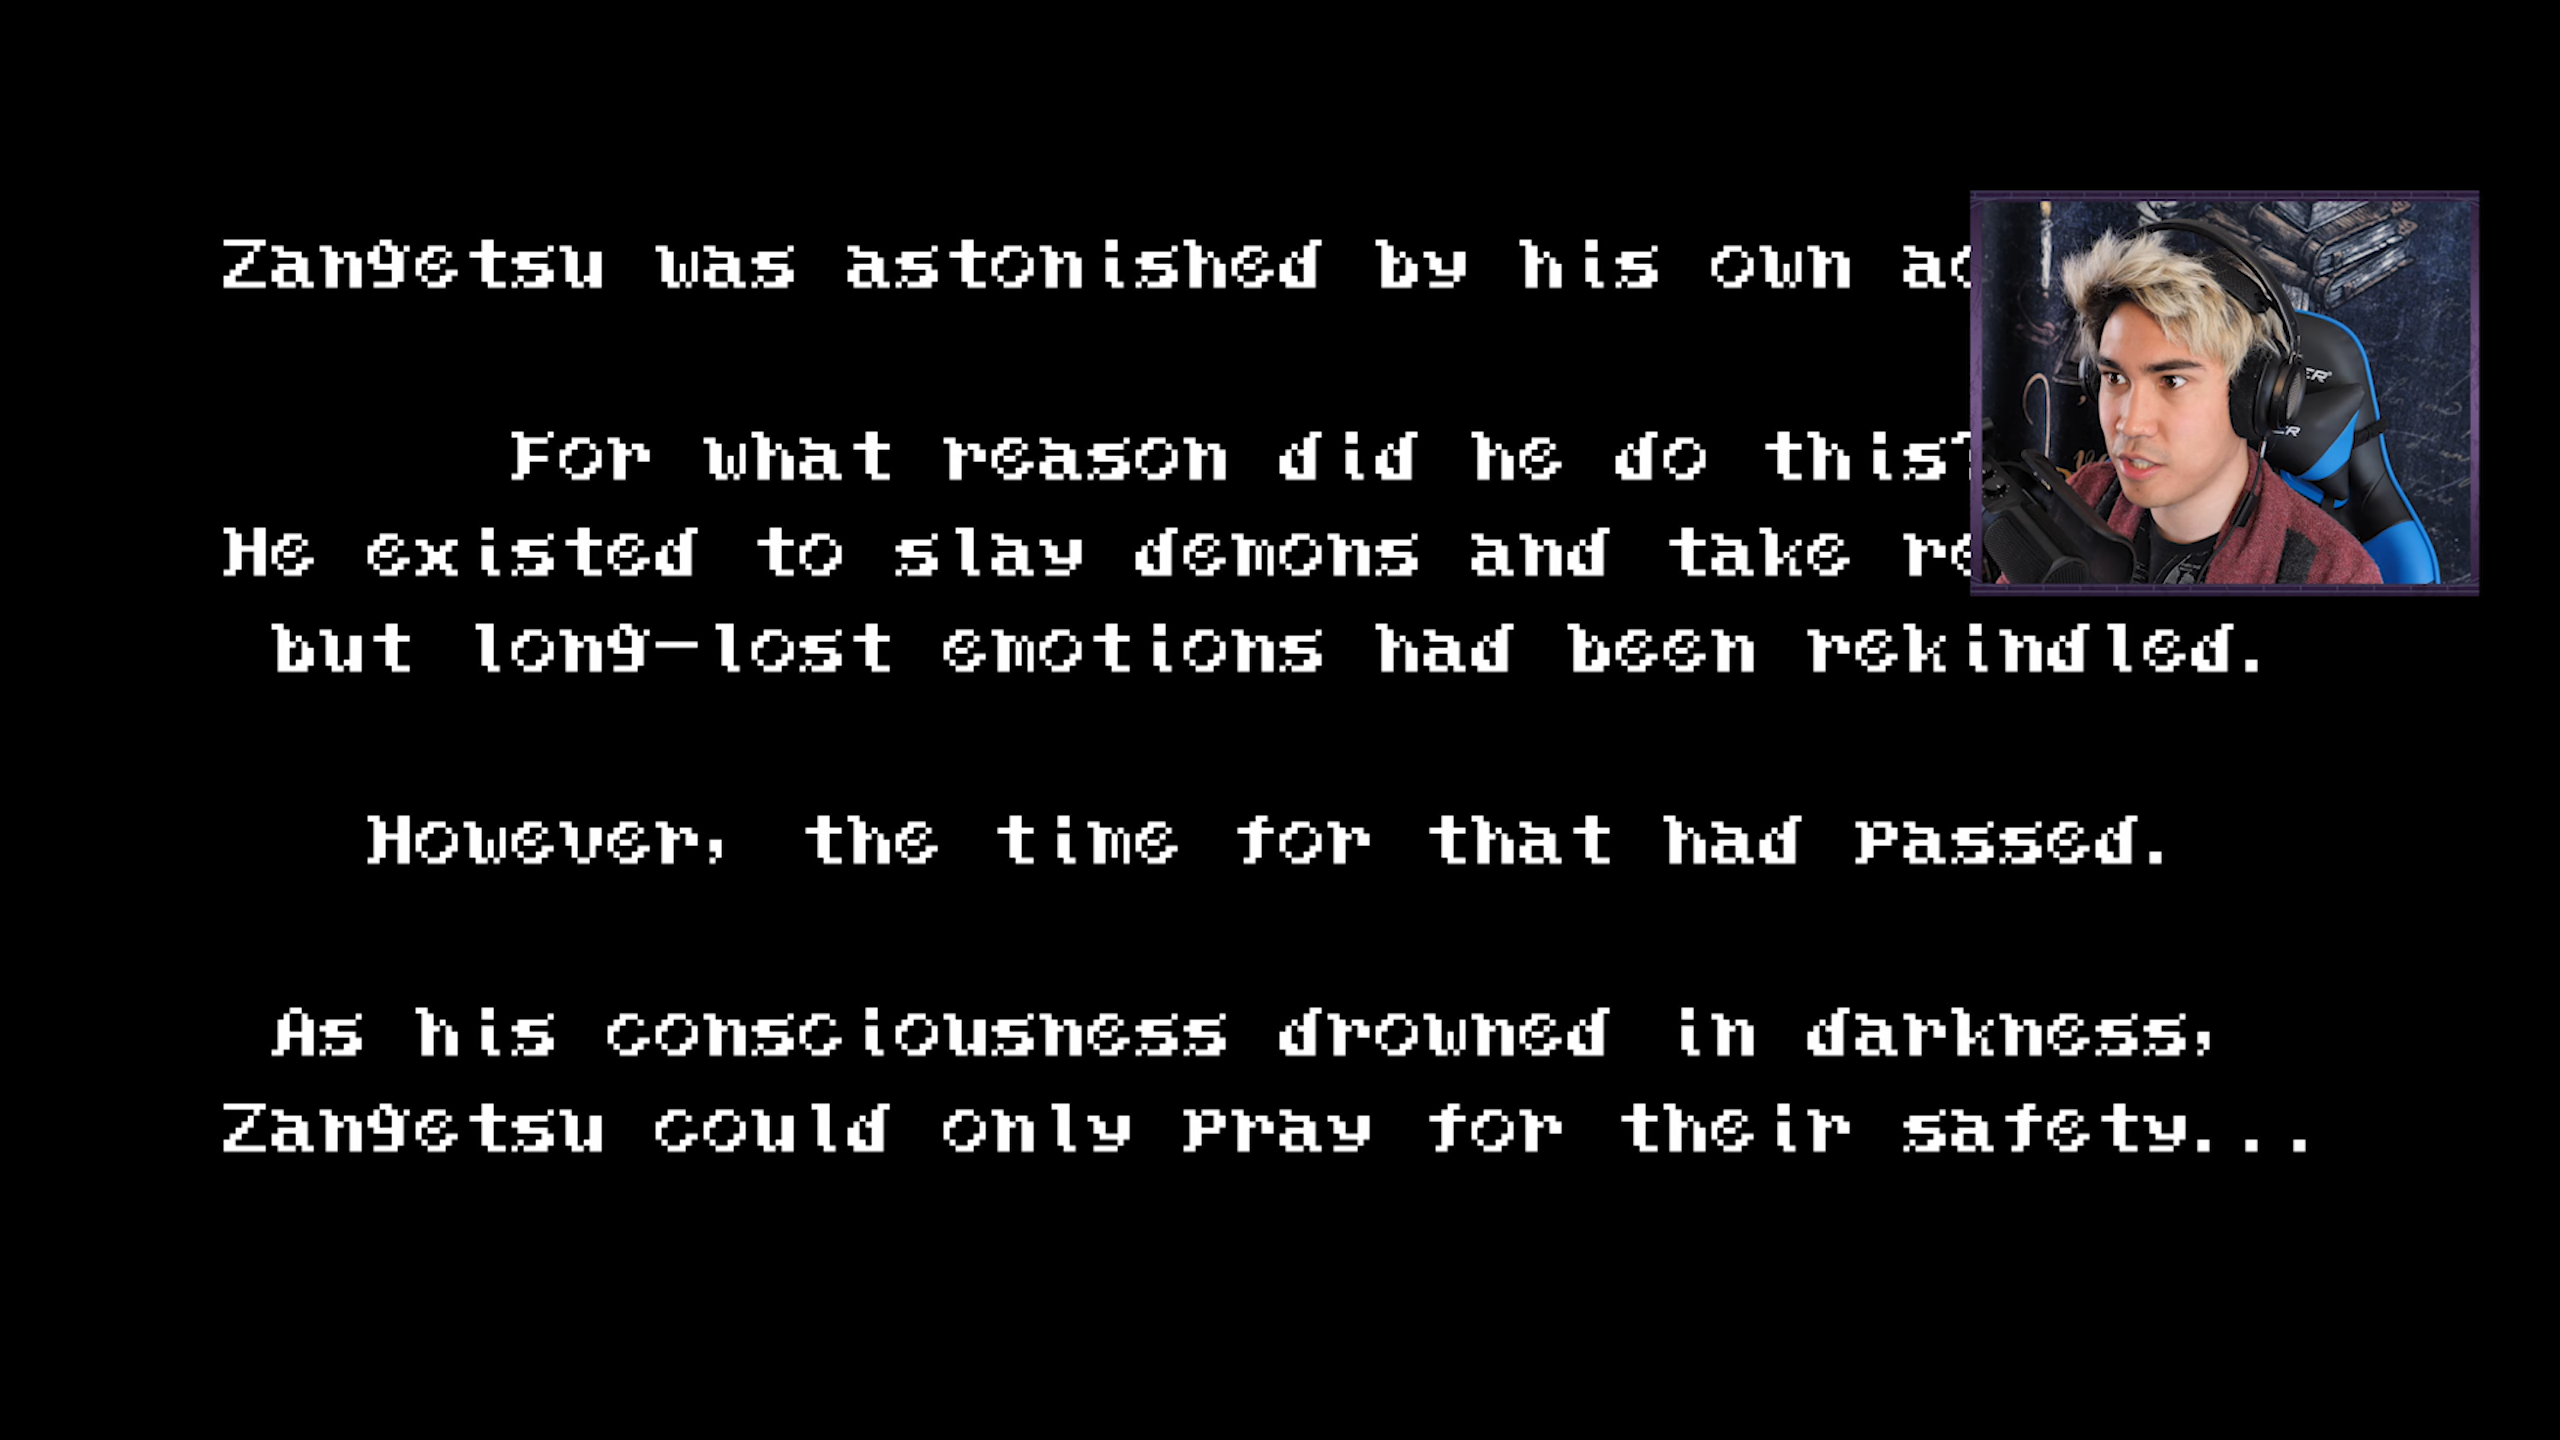 Zangetsu was astonished by his own
For what reason did he do this?
He existed to slay demons and take
but long-lost emotions had been rekindled.
However, the time for that had passed.
As his consciousness drowned in darkness,
Zangetsu could only pray for their safety...